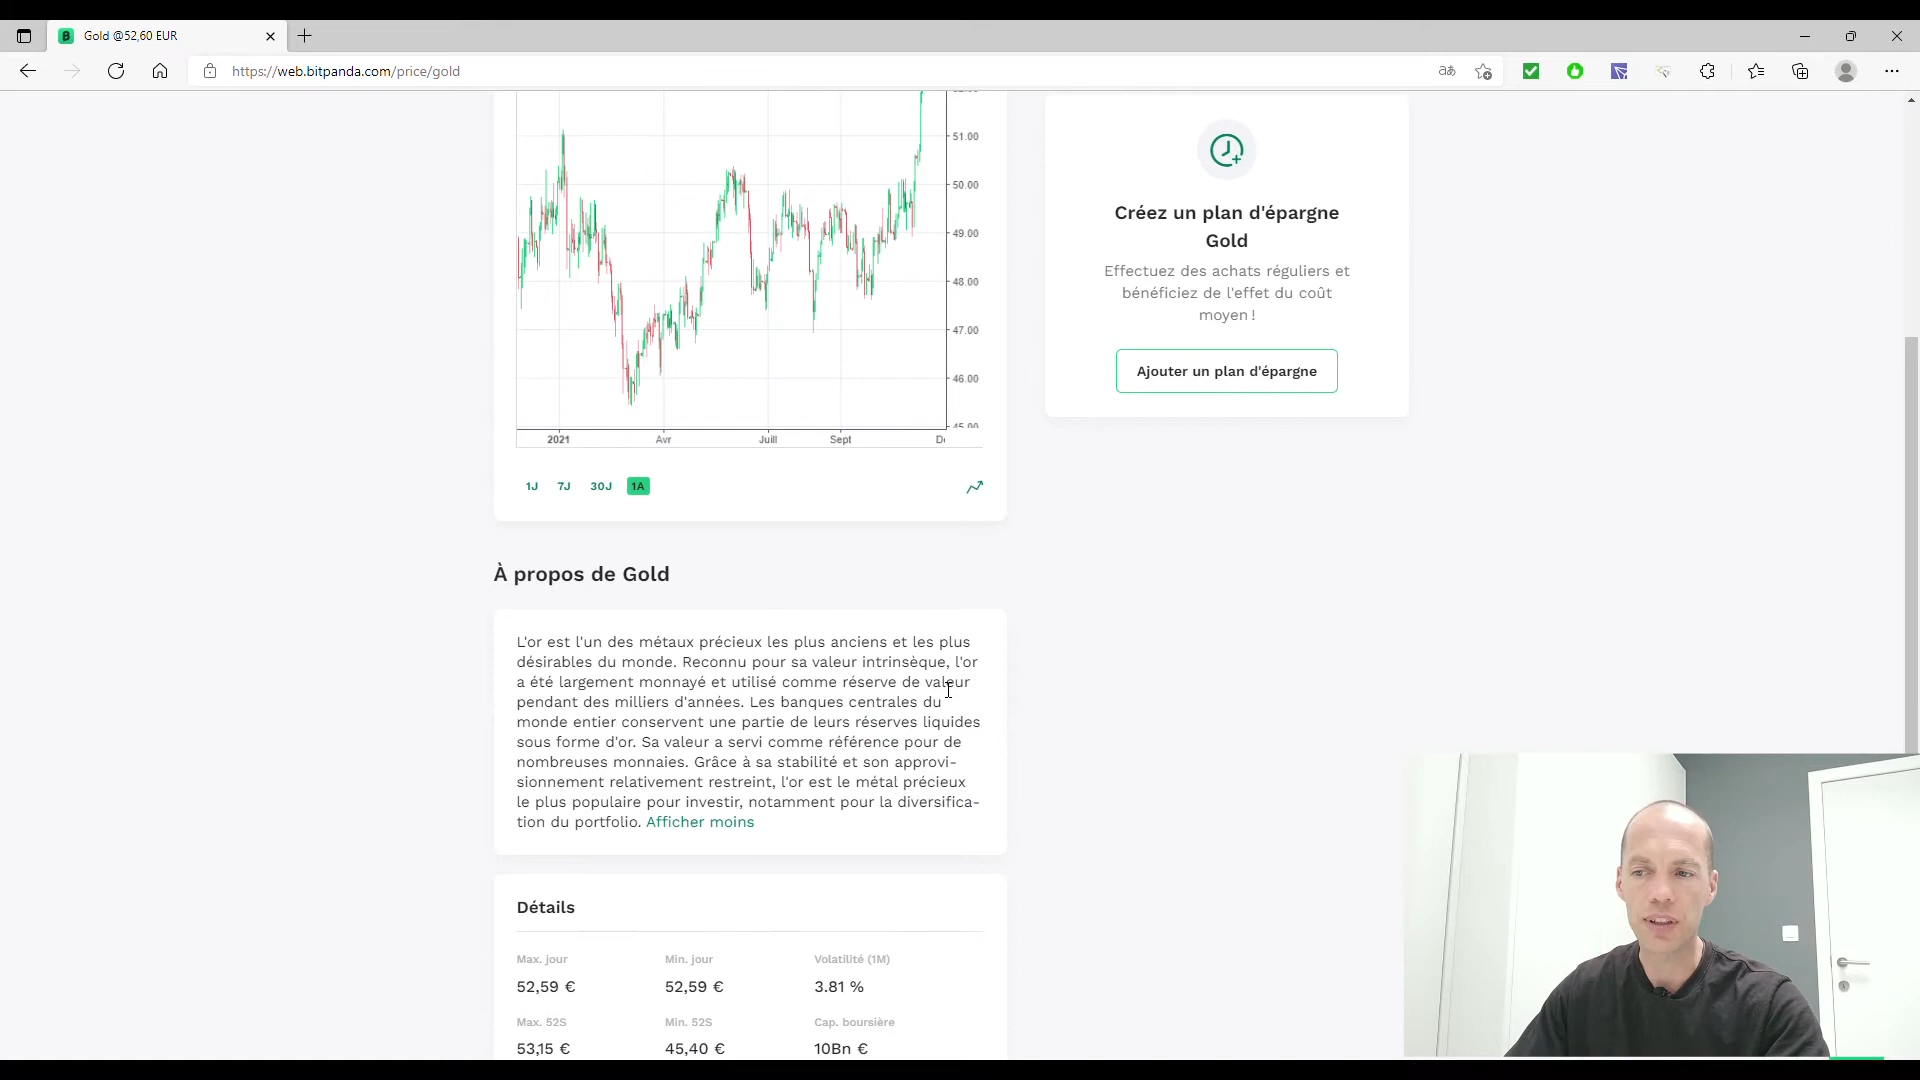 Gold @52,60 EUR
https://web.bitpanda.com/price/gold
51.00
50.00
49.00
48.00
47.00
46.00
45.00
2021
Avr
Juill
Sept
1J
7J
30J
1A
Créez un plan d'épargne
Gold
Effectuez des achats réguliers et
bénéficiez de l'effet du coût
moyen !
Ajouter un plan d'épargne
À propos de Gold
L'or est l'un des métaux précieux les plus anciens et les plus
désirables du monde. Reconnu pour sa valeur intrinsèque, l'or
a été largement monnayé et utilisé comme réserve de valeur
pendant des milliers d'années. Les banques centrales du
monde entier conservent une partie de leurs réserves liquides
sous forme d'or. Sa valeur a servi comme référence pour de
nombreuses monnaies. Grâce à sa stabilité et son approvi-
sionnement relativement restreint, l'or est le métal précieux
le plus populaire pour investir, notamment pour la diversifica-
tion du portfolio. Afficher moins
Détails
Max. jour
Min. jour
Volatilité (1M)
52,59 €
52,59 €
3.81 %
Max. 52S
Min. 52S
Cap. boursière
53,15 €
45,40 €
10Bn €